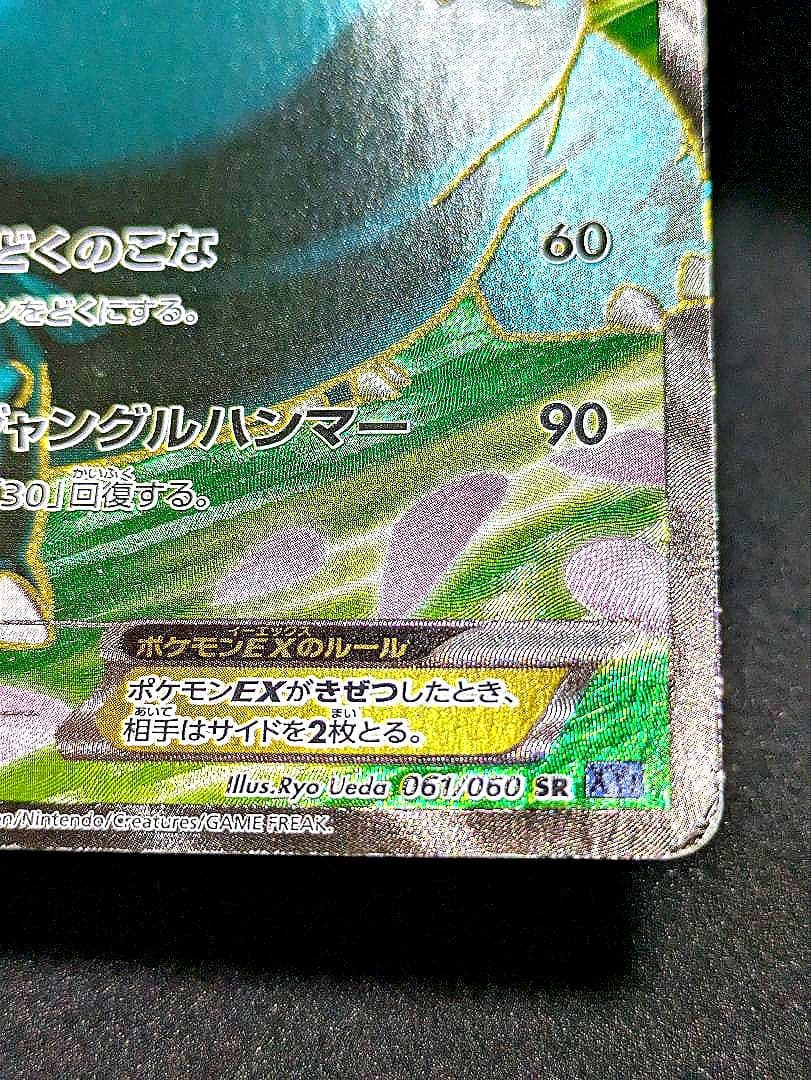 どくのこな 60
ンをどくにする。
ジャングルハンマー 90
かいふく
「30」回復する。
イーエックス
ポケモンEXのルール
ポケモンEXがきぜつしたとき、
あいて まい
相手はサイドを2枚とる。
Illus.Ryo Ueda 061/060 SR XY
n/Nintendo/Creatures/GAME FREAK.